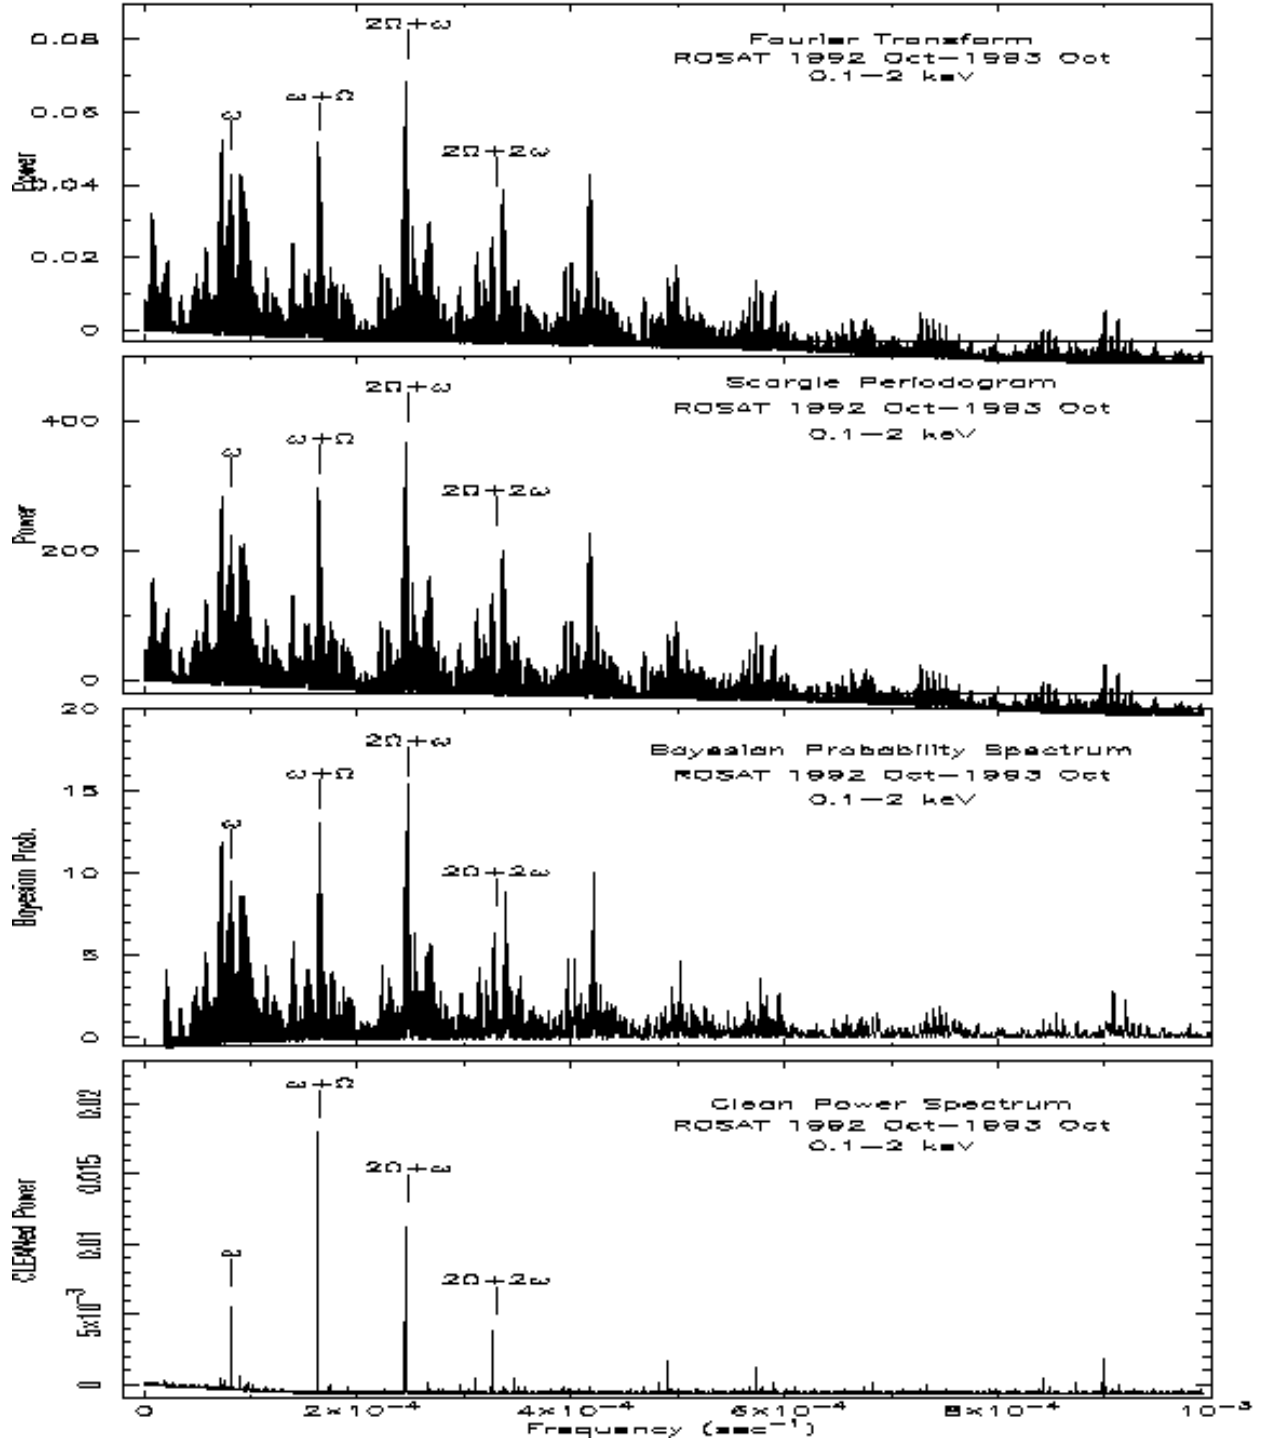 2Ω+ω
0.08
Fourier Transform
ROSAT 1992 Oct-1993 Oct
0.1-2 keV
ω+Ω
ω
0.06
2Ω+2ω
Power
0.04
0.02
0
Scargle Periodogram
2Ω+ω
ROSAT 1992 Oct-1993 Oct
400
0.1-2 keV
ω+Ω
ω
2Ω+2ω
Power
200
0
20
2Ω+ω
Bayesian Probability Spectrum
ω+Ω
ROSAT 1992 Oct-1993 Oct
15
0.1-2 keV
ω
Bayesian Prob.
10
2Ω+2ω
5
0
ω+Ω
0.02
Clean Power Spectrum
ROSAT 1992 Oct-1993 Oct
0.1-2 keV
0.015
2Ω+ω
CLEANed Power
0.01
ω
2Ω+2ω
5×10⁻³
0
0 2×10⁻⁴ 4×10⁻⁴ 6×10⁻⁴ 8×10⁻⁴ 10⁻³
Frequency (sec⁻¹)